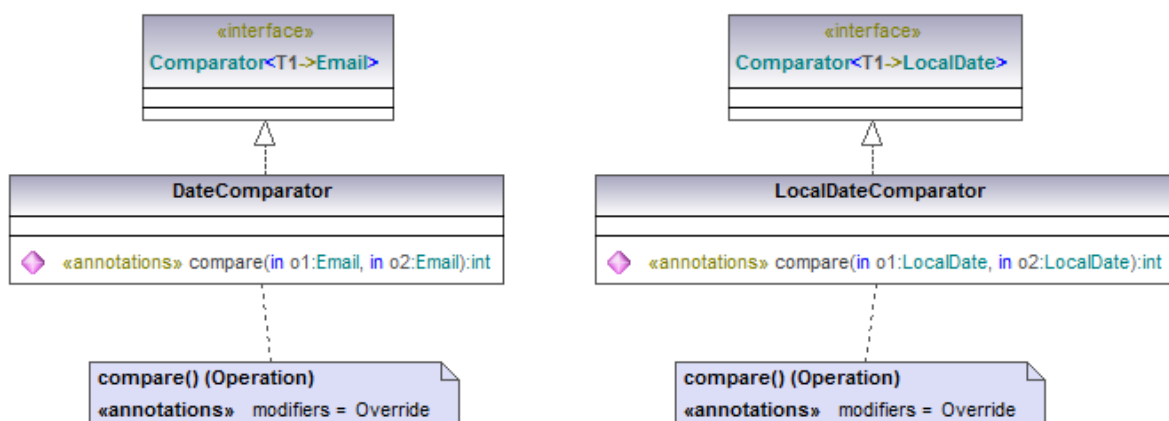 «interface»
Comparator<T1->Email>
DateComparator
«annotations» compare(in o1:Email, in o2:Email):int
compare() (Operation)
«annotations» modifiers = Override
«interface»
Comparator<T1->LocalDate>
LocalDateComparator
«annotations» compare(in o1:LocalDate, in o2:LocalDate):int
compare() (Operation)
«annotations» modifiers = Override